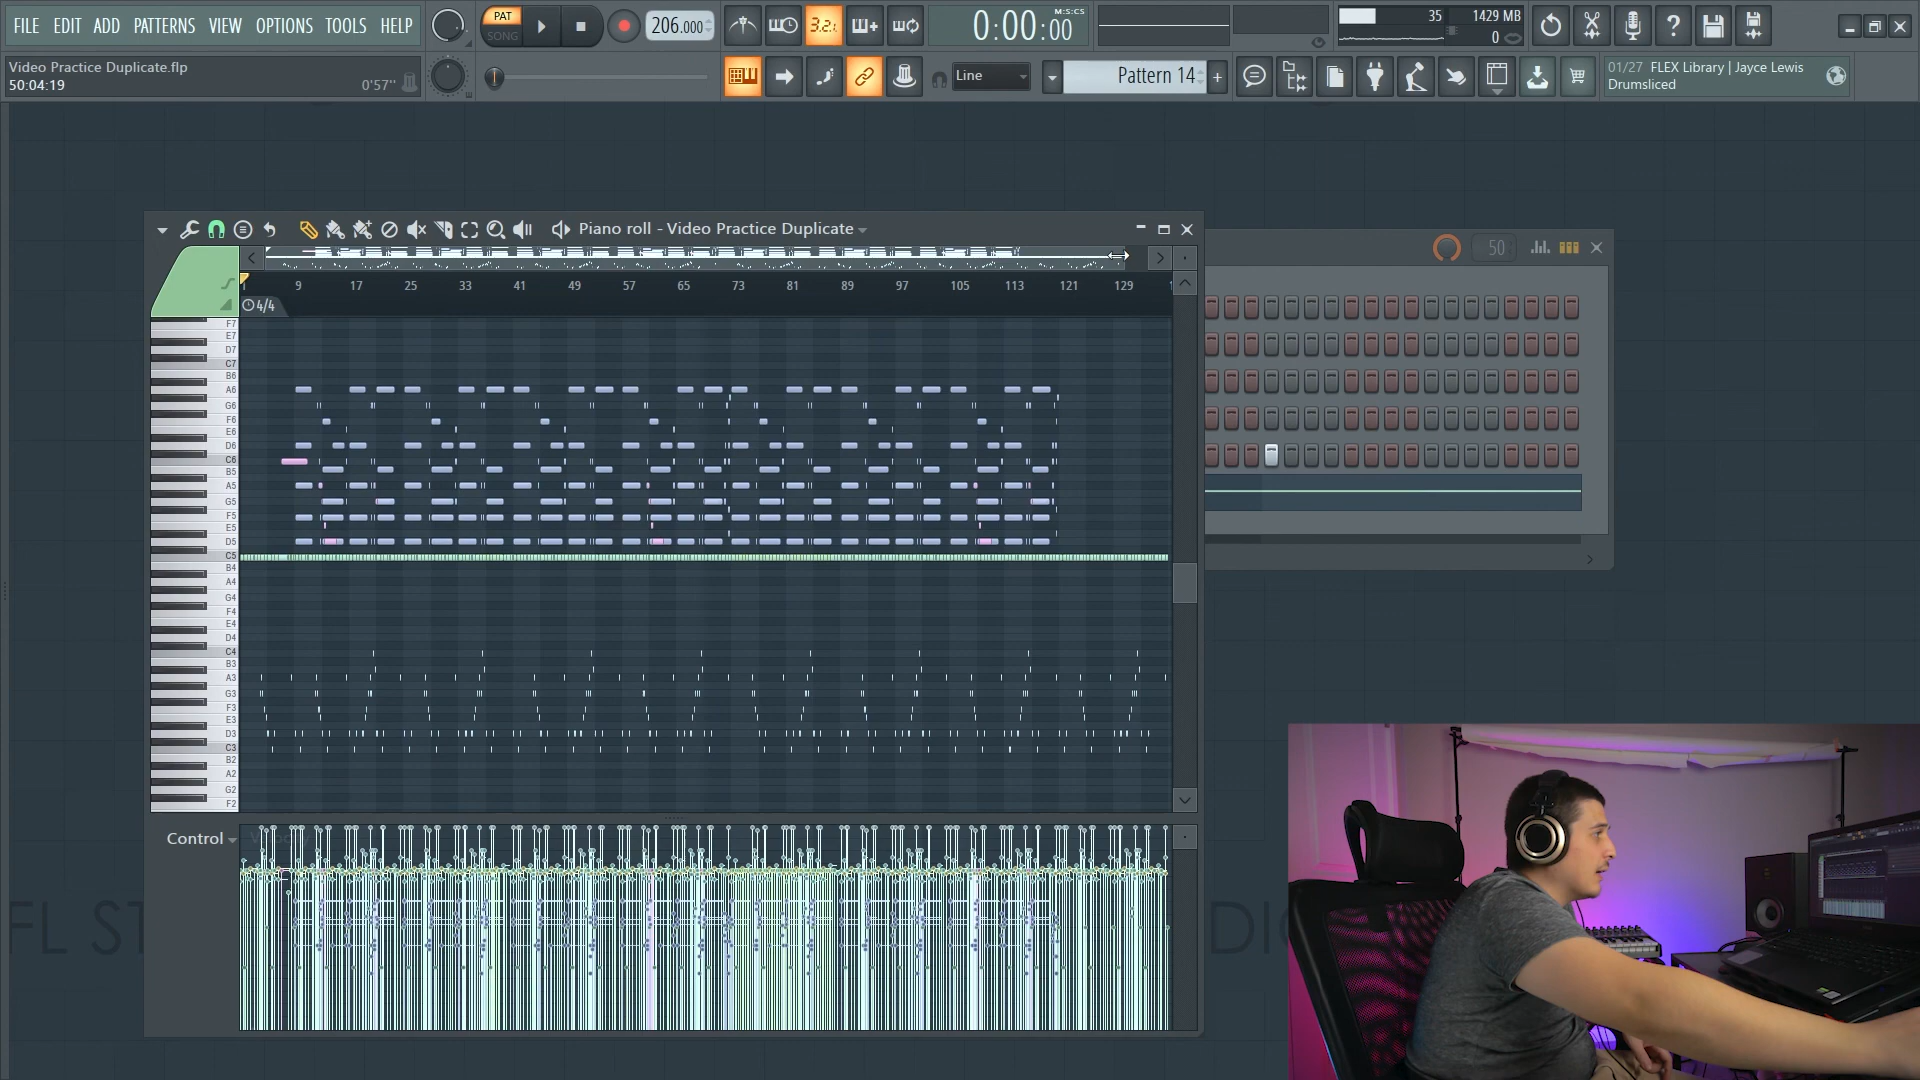 FILE EDIT ADD PATTERNS VIEW OPTIONS TOOLS HELP
PAT
SONG
206.000
3.2.
0:00:00
M:S:CS
35
1429 MB
0
Video Practice Duplicate.flp
50:04:19
0'57''
Line
Pattern 14
01/27 FLEX Library | Jayce Lewis
Drumsliced
Piano roll - Video Practice Duplicate
50
1 9 17 25 33 41 49 57 65 73 81 89 97 105 113 121 129
4/4
F7
E7
D7
C7
B6
A6
G6
F6
E6
D6
C6
B5
A5
G5
F5
E5
D5
C5
B4
A4
G4
F4
E4
D4
C4
B3
A3
G3
F3
E3
D3
C3
B2
A2
G2
F2
Control
FL ST